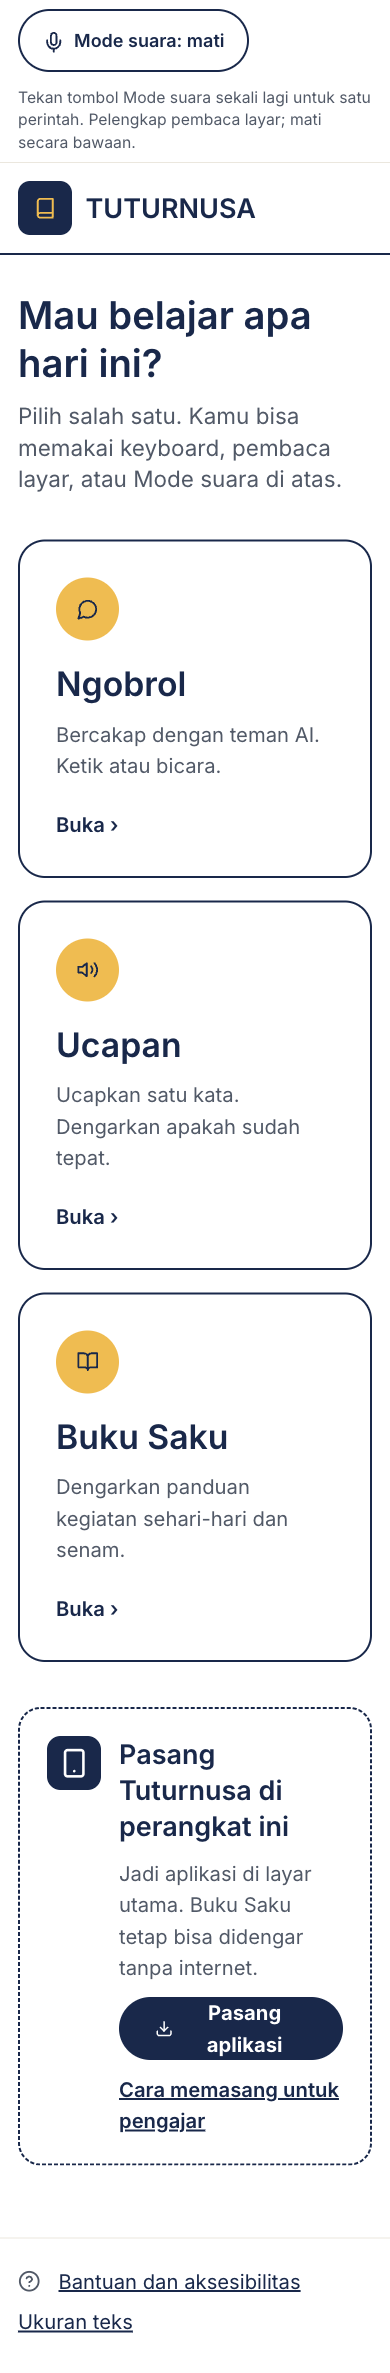 Mode suara: mati
Tekan tombol Mode suara sekali lagi untuk satu
perintah. Pelengkap pembaca layar; mati
secara bawaan.
TUTURNUSA
Mau belajar apa
hari ini?
Pilih salah satu. Kamu bisa
memakai keyboard, pembaca
layar, atau Mode suara di atas.
Ngobrol
Bercakap dengan teman AI.
Ketik atau bicara.
Buka ›
Ucapan
Ucapkan satu kata.
Dengarkan apakah sudah
tepat.
Buka ›
Buku Saku
Dengarkan panduan
kegiatan sehari-hari dan
senam.
Buka ›
Pasang
Tuturnusa di
perangkat ini
Jadi aplikasi di layar
utama. Buku Saku
tetap bisa didengar
tanpa internet.
Pasang
aplikasi
Cara memasang untuk
pengajar
Bantuan dan aksesibilitas
Ukuran teks